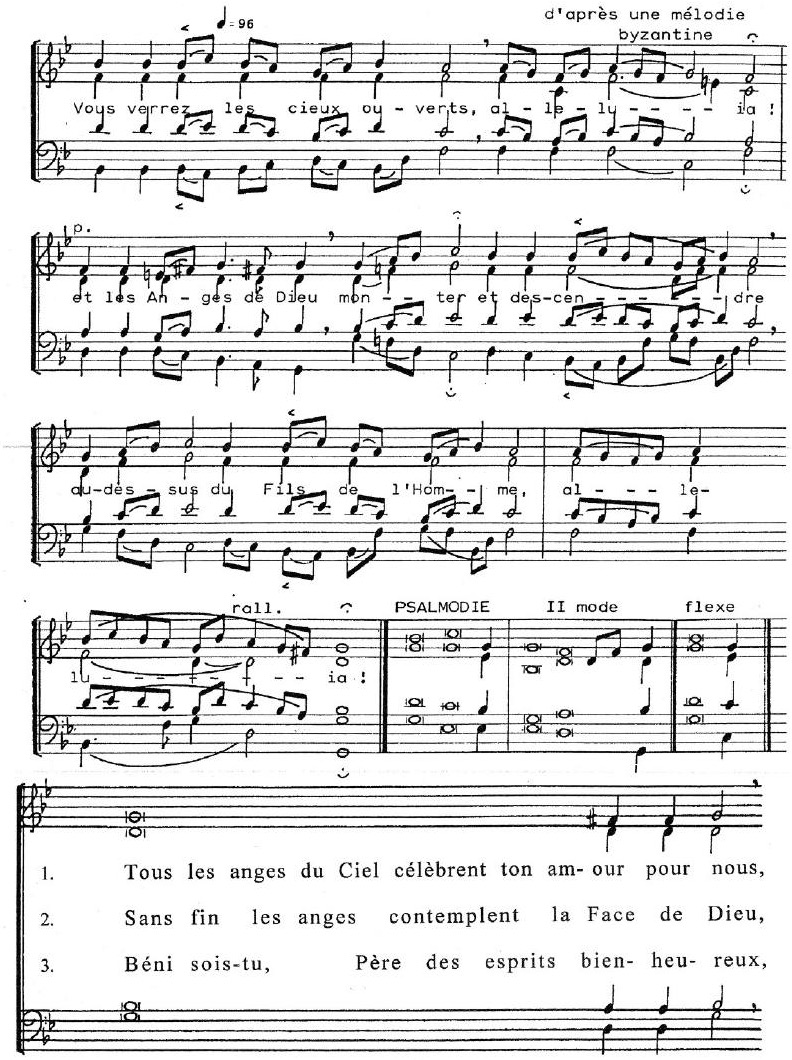 d'après une mélodie
♩=96 byzantine
Vous verrez les cieux ou - verts, al - le - lu - - - - ia !
p.
et les An - ges de Dieu mon - - ter et des-cen - - - - - dre
au-des - sus du Fils de l'Hom- - me, al - - - le-
rall. PSALMODIE II mode flexe
lu - - - - - - - ia !
1. Tous les anges du Ciel célèbrent ton am- our pour nous,
2. Sans fin les anges contemplent la Face de Dieu,
3. Béni sois-tu, Père des esprits bien- heu- reux,